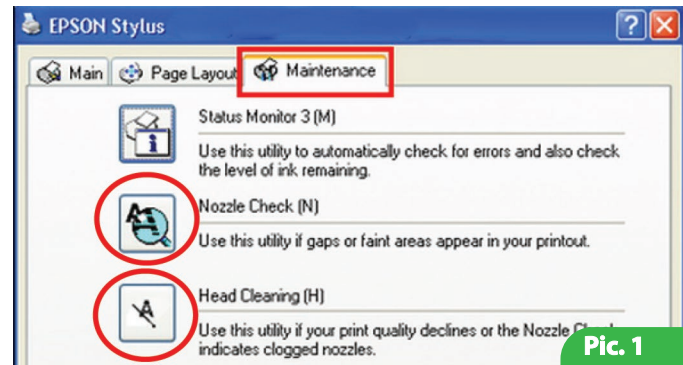 EPSON Stylus
Main Page Layout Maintenance
Status Monitor 3 (M)
Use this utility to automatically check for errors and also check
the level of ink remaining.
Nozzle Check (N)
Use this utility if gaps or faint areas appear in your printout.
Head Cleaning (H)
Use this utility if your print quality declines or the Nozzle
indicates clogged nozzles.
Pic. 1